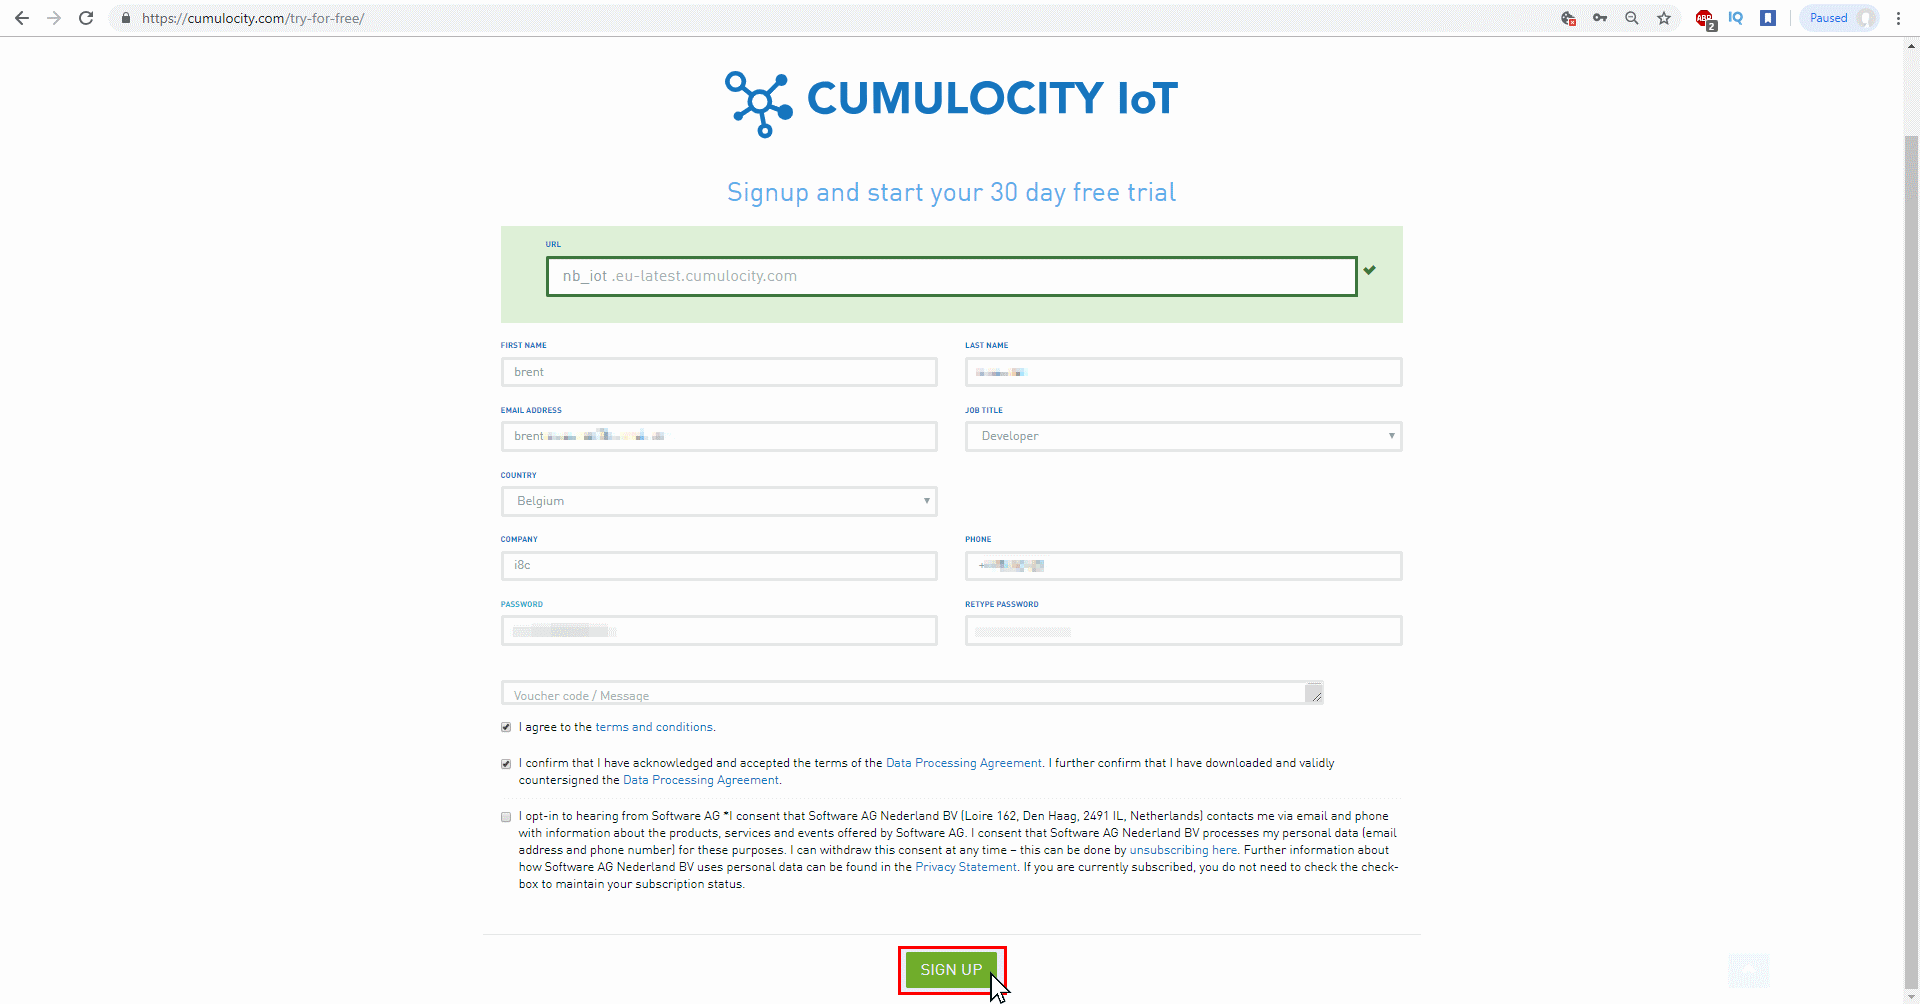 https://cumulocity.com/try-for-free/
ABP
2
IQ
Paused
CUMULOCITY IoT
Signup and start your 30 day free trial
URL
nb_iot .eu-latest.cumulocity.com
FIRST NAME
LAST NAME
brent
EMAIL ADDRESS
JOB TITLE
brent
Developer
COUNTRY
Belgium
COMPANY
PHONE
i8c
+
PASSWORD
RETYPE PASSWORD
Voucher code / Message
I agree to the terms and conditions.
I confirm that I have acknowledged and accepted the terms of the Data Processing Agreement. I further confirm that I have downloaded and validly
countersigned the Data Processing Agreement.
I opt-in to hearing from Software AG *I consent that Software AG Nederland BV (Loire 162, Den Haag, 2491 IL, Netherlands) contacts me via email and phone
with information about the products, services and events offered by Software AG. I consent that Software AG Nederland BV processes my personal data (email
address and phone number) for these purposes. I can withdraw this consent at any time – this can be done by unsubscribing here. Further information about
how Software AG Nederland BV uses personal data can be found in the Privacy Statement. If you are currently subscribed, you do not need to check the check-
box to maintain your subscription status.
SIGN UP